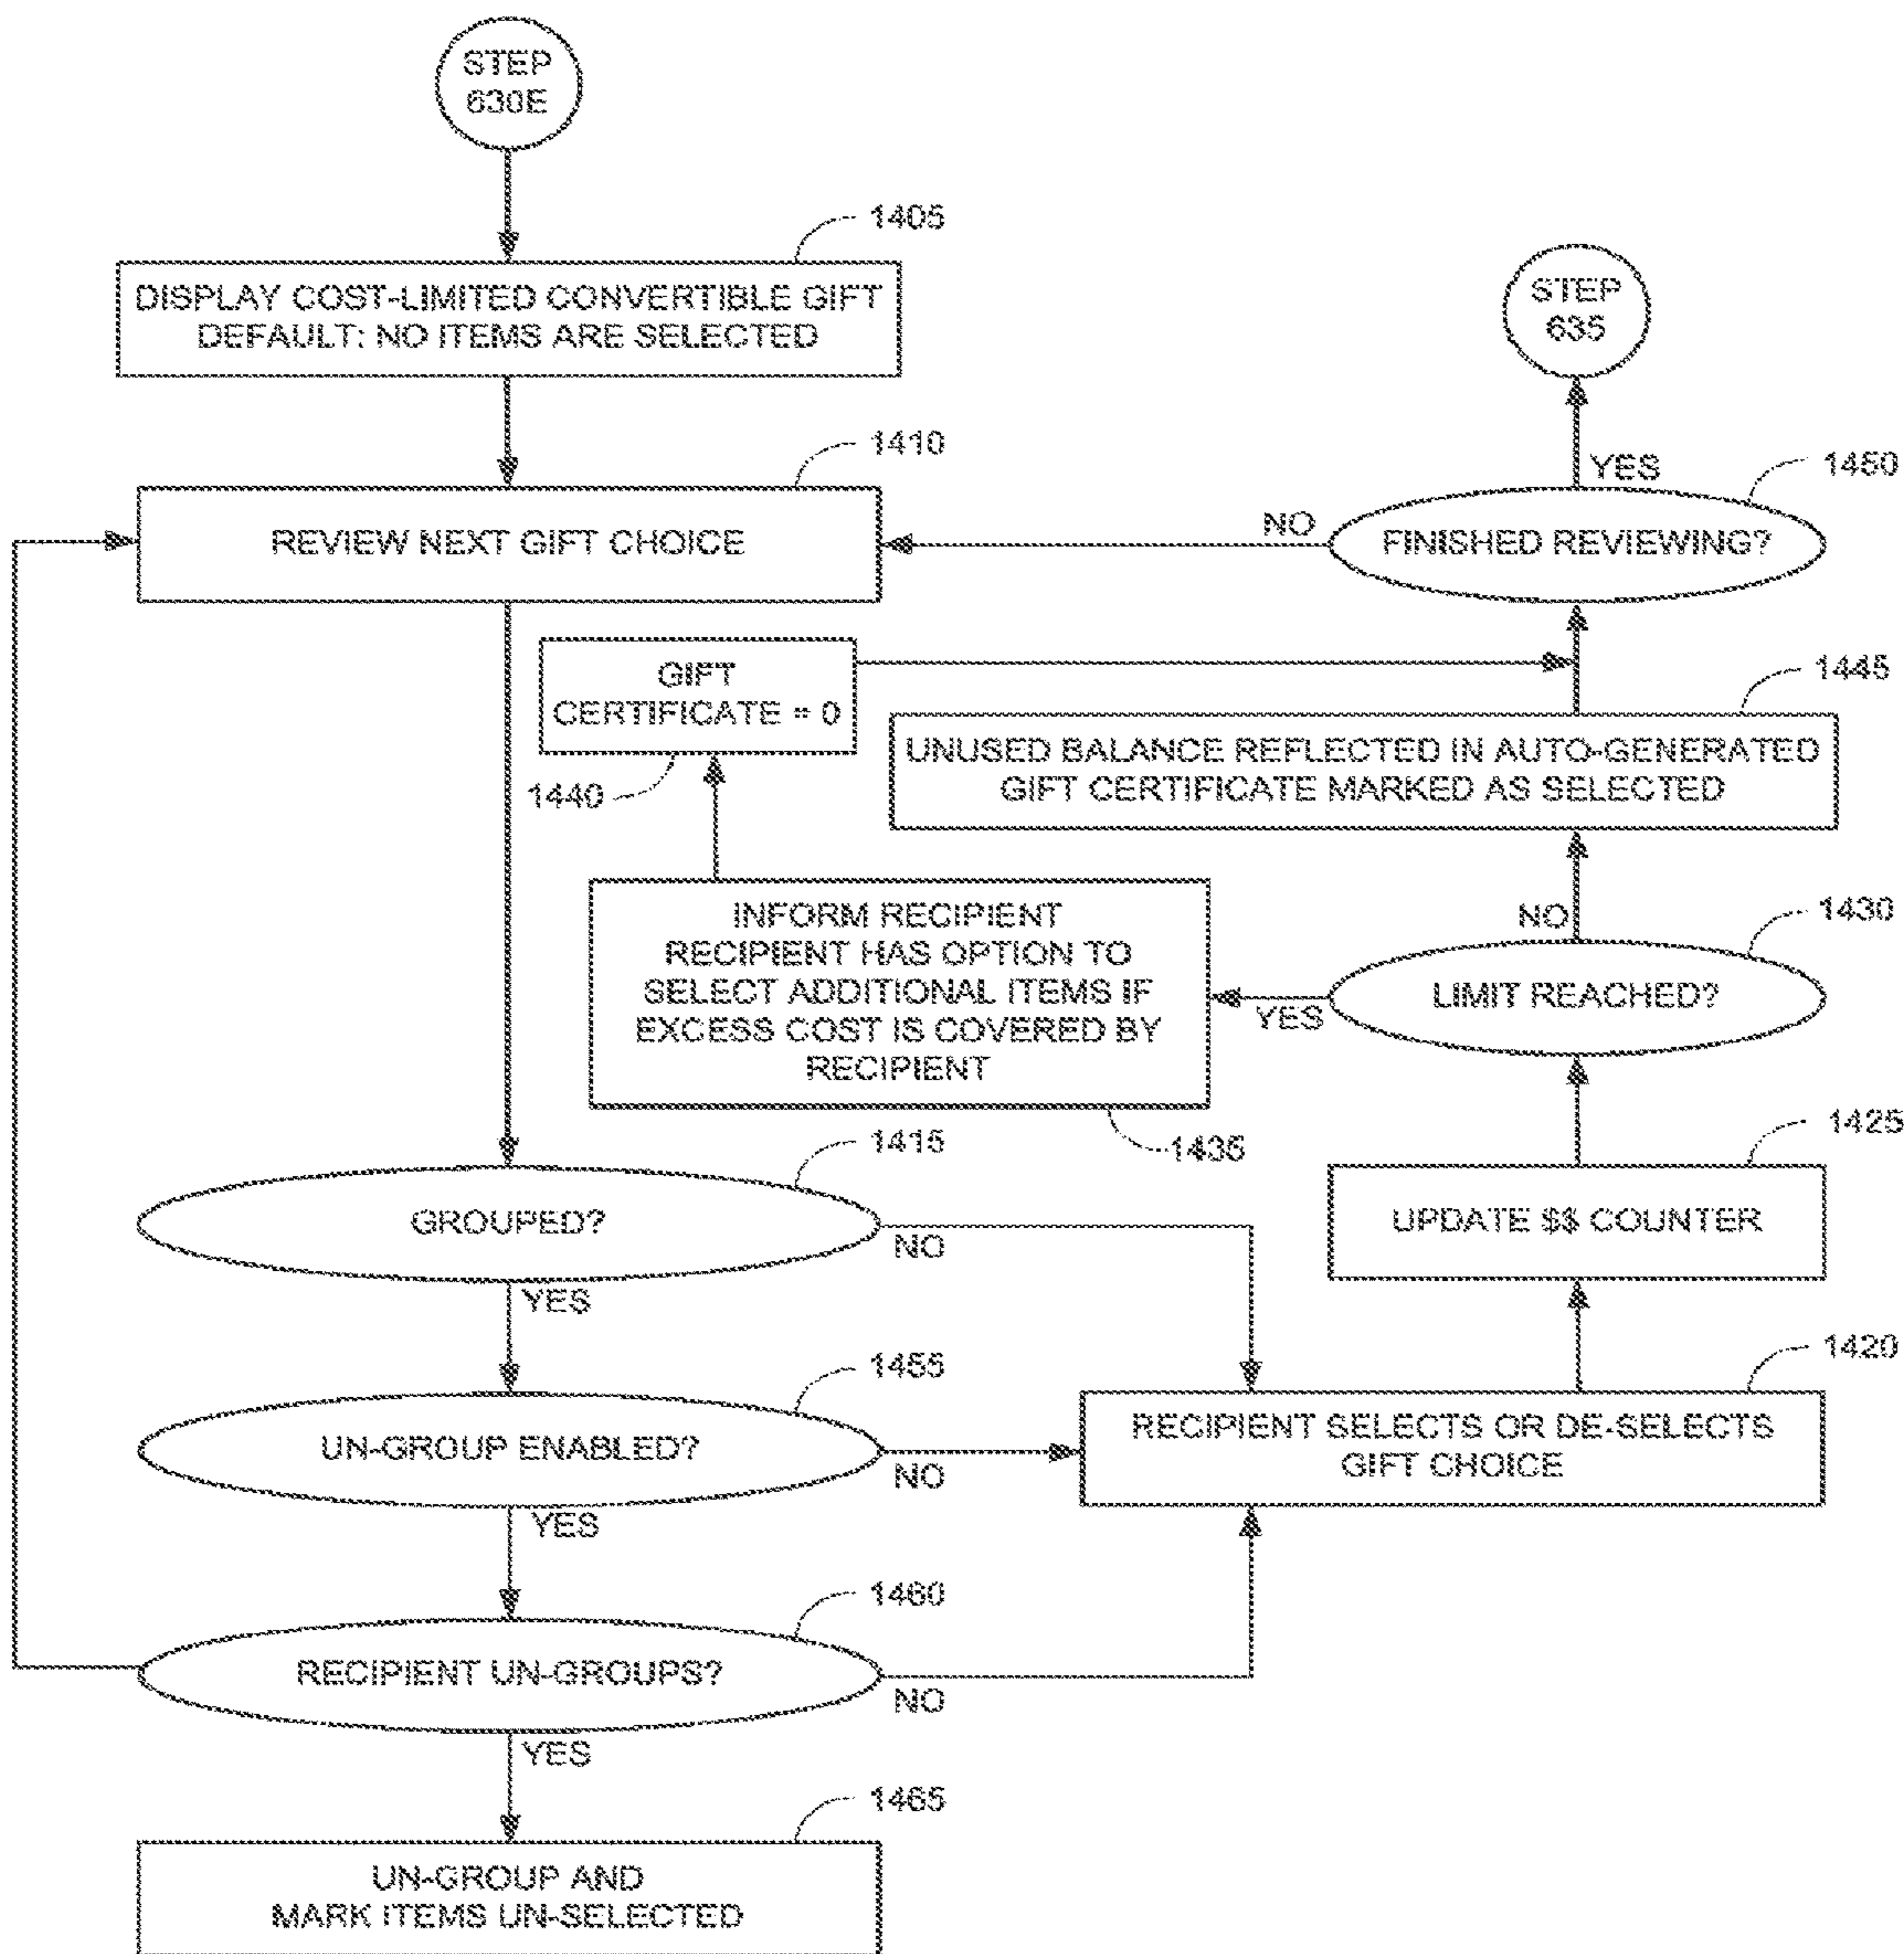 STEP
630E
1405
DISPLAY COST-LIMITED CONVERTIBLE GIFT
DEFAULT: NO ITEMS ARE SELECTED
STEP
635
1410
REVIEW NEXT GIFT CHOICE
YES
1450
NO
FINISHED REVIEWING?
GIFT
CERTIFICATE = 0
1440
1445
UNUSED BALANCE REFLECTED IN AUTO-GENERATED
GIFT CERTIFICATE MARKED AS SELECTED
INFORM RECIPIENT
RECIPIENT HAS OPTION TO
SELECT ADDITIONAL ITEMS IF
EXCESS COST IS COVERED BY
RECIPIENT
1435
NO
1430
LIMIT REACHED?
YES
1425
UPDATE $$ COUNTER
1415
GROUPED?
NO
YES
1455
UN-GROUP ENABLED?
NO
YES
1420
RECIPIENT SELECTS OR DE-SELECTS
GIFT CHOICE
1460
RECIPIENT UN-GROUPS?
NO
YES
1465
UN-GROUP AND
MARK ITEMS UN-SELECTED